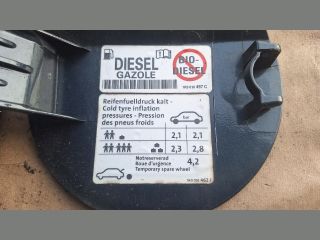 DIESEL
GAZOLE
BIO-
DIESEL
Reifenfuelldruck kalt -
Cold tyre inflation
pressures - Pression
des pneus froids
bar
2,1 2,1
2,3 2,8
Notreserverad
Roue d'urgence
Temporary spare wheel
4,2